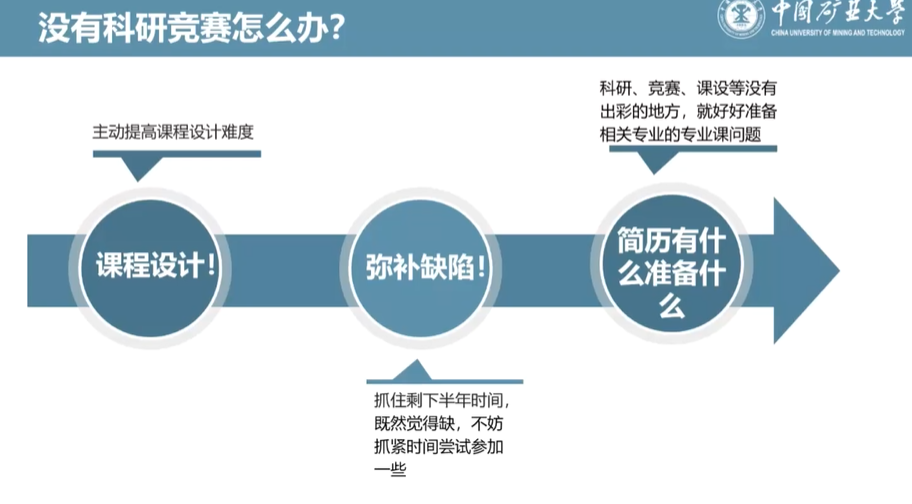 没有科研竞赛怎么办？
中国矿业大学
CHINA UNIVERSITY OF MINING AND TECHNOLOGY
主动提高课程设计难度
科研、竞赛、课设等没有
出彩的地方，就好好准备
相关专业的专业课问题
课程设计！
弥补缺陷！
简历有什
么准备什
么
抓住剩下半年时间，
既然觉得缺，不妨
抓紧时间尝试参加
一些